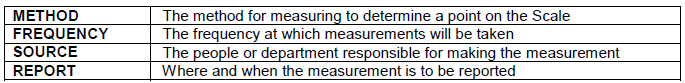 METHOD The method for measuring to determine a point on the Scale
FREQUENCY The frequency at which measurements will be taken
SOURCE The people or department responsible for making the measurement
REPORT Where and when the measurement is to be reported